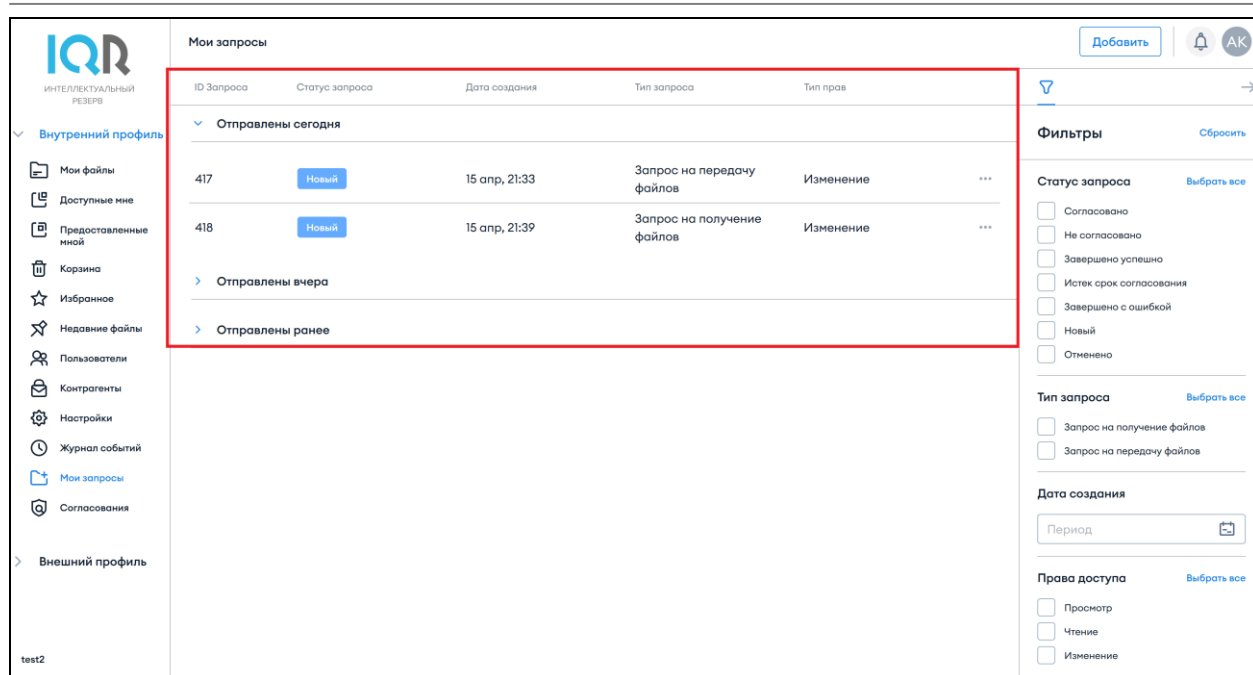 IQR
ИНТЕЛЛЕКТУАЛЬНЫЙ
РЕЗЕРВ
Внутренний профиль
Мои файлы
Доступные мне
Предоставленные
мной
Корзина
Избранное
Недавние файлы
Пользователи
Контрагенты
Настройки
Журнал событий
Мои запросы
Согласования
Внешний профиль
test2
Мои запросы
Добавить
АК
ID Запроса Статус запроса Дата создания Тип запроса Тип прав
Отправлены сегодня
417 Новый 15 апр, 21:33 Запрос на передачу
файлов Изменение
418 Новый 15 апр, 21:39 Запрос на получение
файлов Изменение
Отправлены вчера
Отправлены ранее
Фильтры Сбросить
Статус запроса Выбрать все
Согласовано
Не согласовано
Завершено успешно
Истек срок согласования
Завершено с ошибкой
Новый
Отменено
Тип запроса Выбрать все
Запрос на получение файлов
Запрос на передачу файлов
Дата создания
Период
Права доступа Выбрать все
Просмотр
Чтение
Изменение